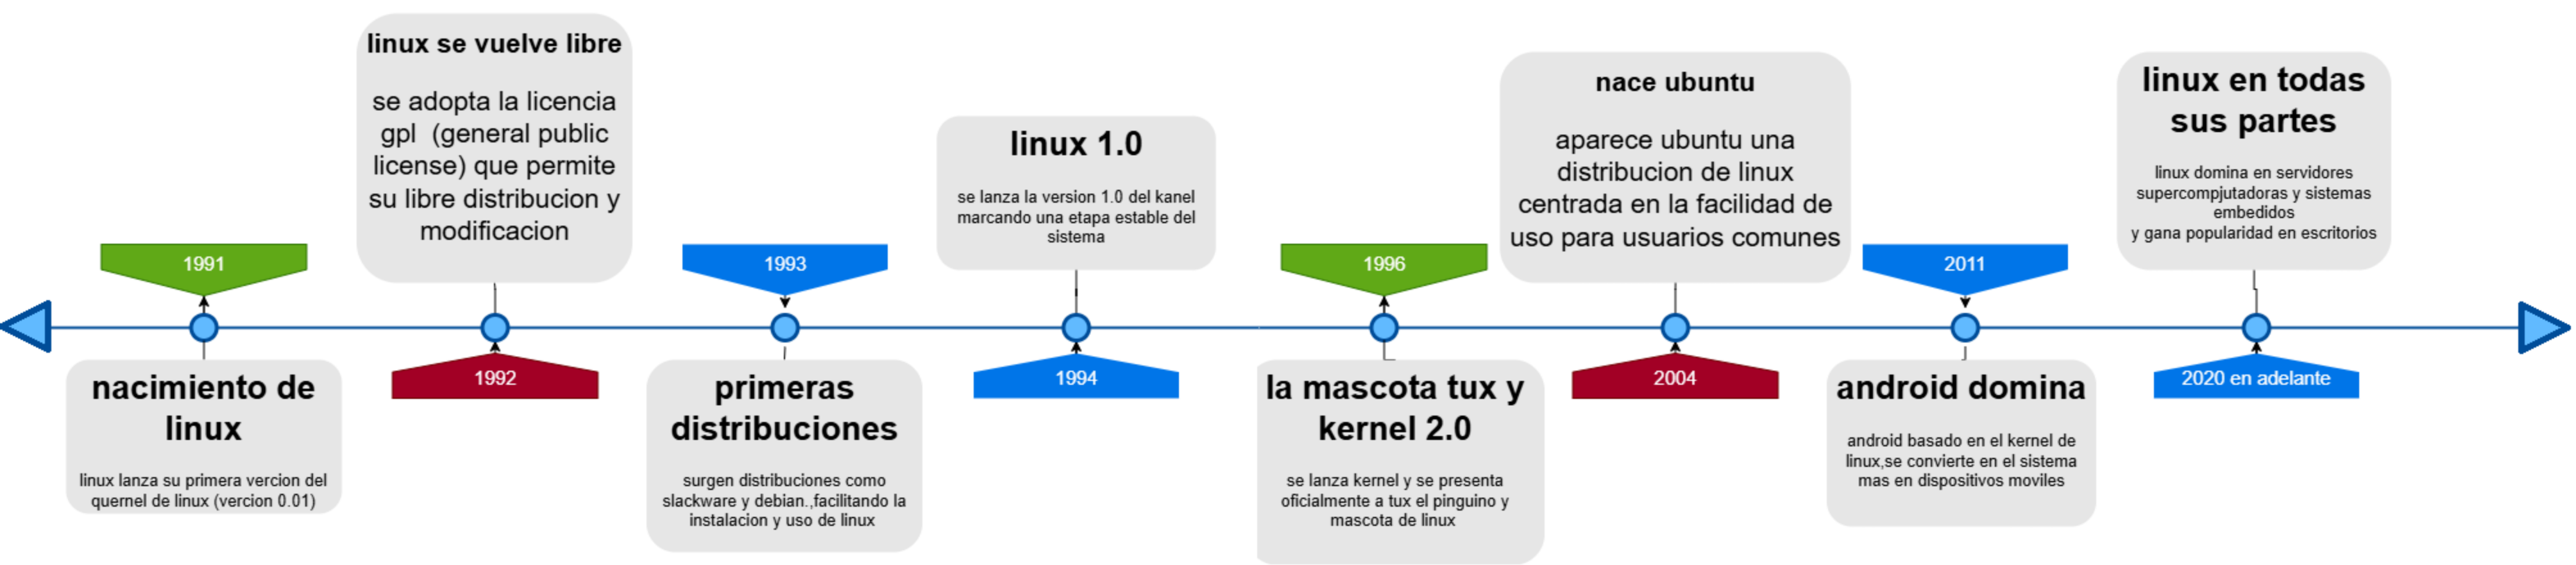 1991
nacimiento de
linux
linux lanza su primera vercion del
quernel de linux (vercion 0.01)
linux se vuelve libre
se adopta la licencia
gpl (general public
license) que permite
su libre distribucion y
modificacion
1992
1993
primeras
distribuciones
surgen distribuciones como
slackware y debian.,facilitando la
instalacion y uso de linux
linux 1.0
se lanza la version 1.0 del kanel
marcando una etapa estable del
sistema
1994
1996
la mascota tux y
kernel 2.0
se lanza kernel y se presenta
oficialmente a tux el pinguino y
mascota de linux
nace ubuntu
aparece ubuntu una
distribucion de linux
centrada en la facilidad de
uso para usuarios comunes
2004
2011
android domina
android basado en el kernel de
linux,se convierte en el sistema
mas en dispositivos moviles
linux en todas
sus partes
linux domina en servidores
supercompjutadoras y sistemas
embedidos
y gana popularidad en escritorios
2020 en adelante